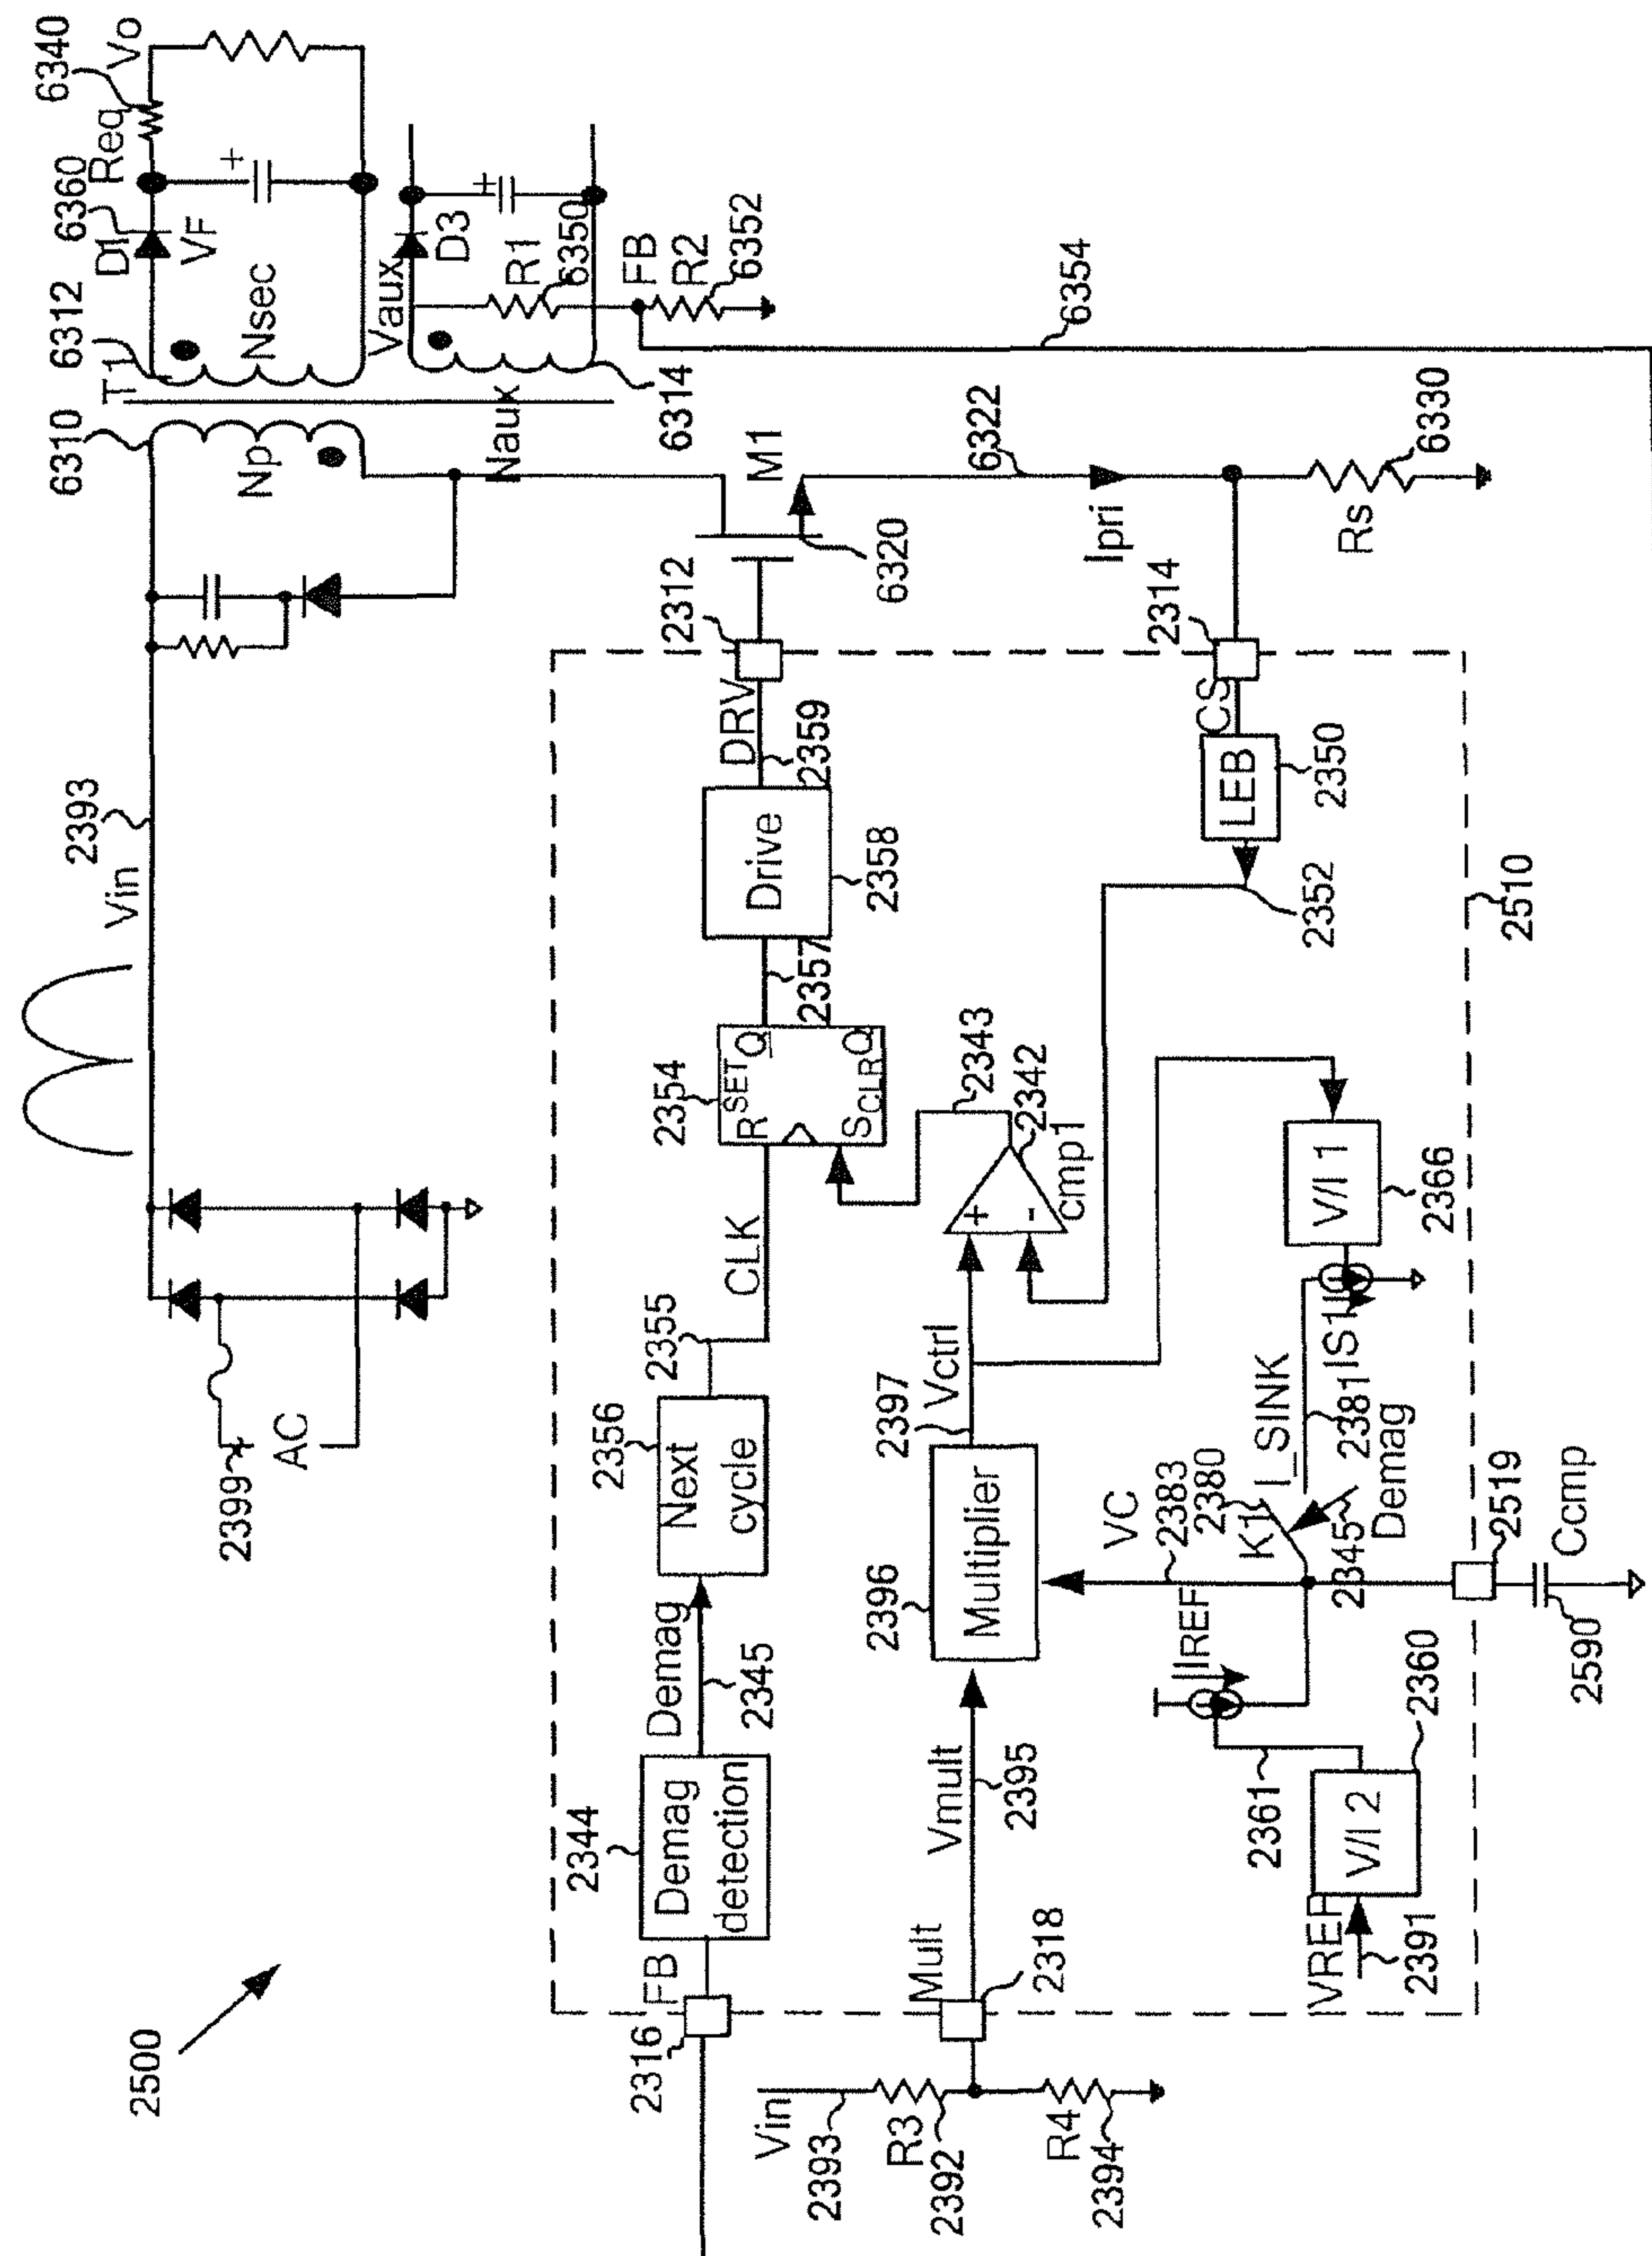 2500
2399
AC
Vin
2393
6310
Np
T1
6312
Nsec
D1
6360
VF
Req
6340
Vo
Vaux
D3
R1
6350
FB
R2
6352
6354
Naux
6314
M1
6320
6322
Ipri
Rs
6330
2316
FB
2344
Demag
detection
Demag
2345
2356
Next
cycle
2355
CLK
2354
R SET Q
S CLR Q
2357
Drive
2358
2359
DRV
2312
2343
2342
cmp1
+
-
CS
2314
LEB
2350
2352
2510
Vin
2393
R3
2392
R4
2394
Mult
2318
Vmult
2395
2396
Multiplier
2397
Vctrl
VC
2383
2380
K1
I_SINK
2381
IS1
V/I 1
2366
2345
Demag
IREF
2361
V/I 2
2360
VREF
2391
2519
Ccmp
2590
+
+